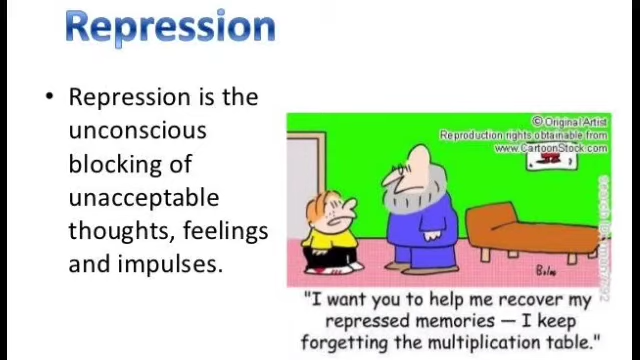 Repression
• Repression is the
unconscious
blocking of
unacceptable
thoughts, feelings
and impulses.
© Original Artist
Reproduction rights obtainable from
www.CartoonStock.com
"I want you to help me recover my
repressed memories — I keep
forgetting the multiplication table."